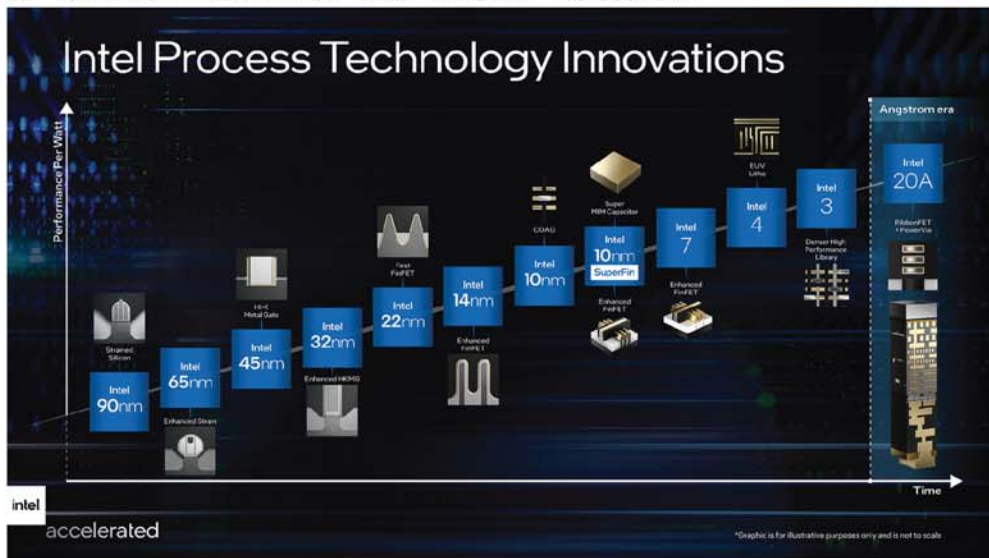 Intel Process Technology Innovations
Performance Per Watt
Angstrom era
Strained
Silicon
Intel
90nm
Intel
65nm
Enhanced Strain
Hi-K
Metal Gate
Intel
45nm
Intel
32nm
Enhanced HKMG
First
FinFET
Intel
22nm
Intel
14nm
Enhanced
FinFET
COAG
Intel
10nm
Super
MIM Capacitor
Intel
10nm
SuperFin
Enhanced
FinFET
Intel
7
Enhanced
FinFET
EUV
Litho
Intel
4
Intel
3
Denser High
Performance
Library
Intel
20A
RibbonFET
+ PowerVia
Time
intel.
accelerated
*Graphic is for illustrative purposes only and is not to scale